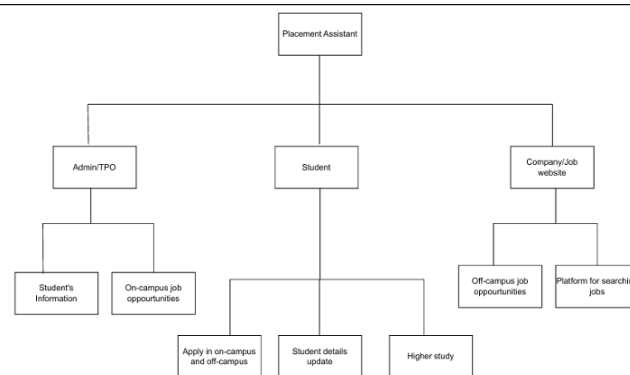 Placement Assistant
Admin/TPO
Student
Company/Job
website
Student's
Information
On-campus job
oppourtunities
Off-campus job
oppourtunities
Platform for searchin
jobs
Apply in on-campus
and off-campus
Student details
update
Higher study